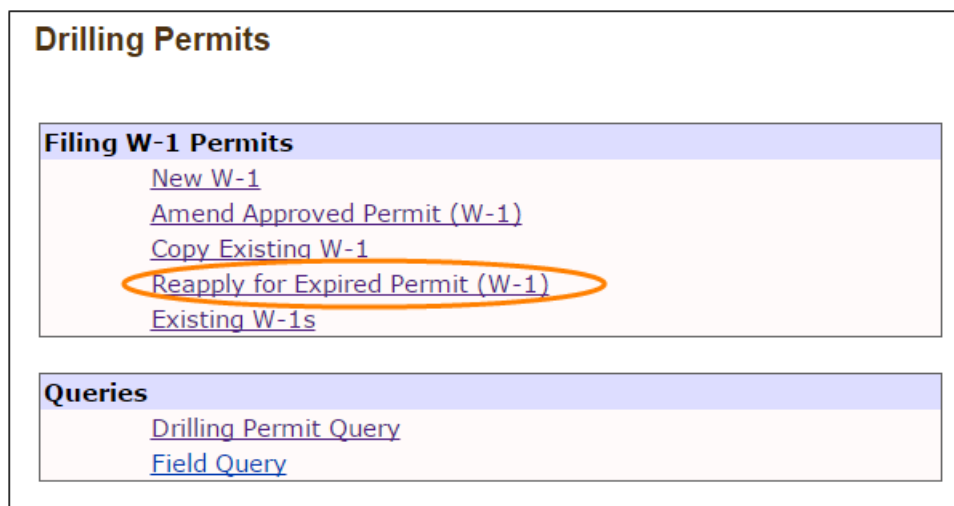 Drilling Permits
Filing W-1 Permits
New W-1
Amend Approved Permit (W-1)
Copy Existing W-1
Reapply for Expired Permit (W-1)
Existing W-1s
Queries
Drilling Permit Query
Field Query